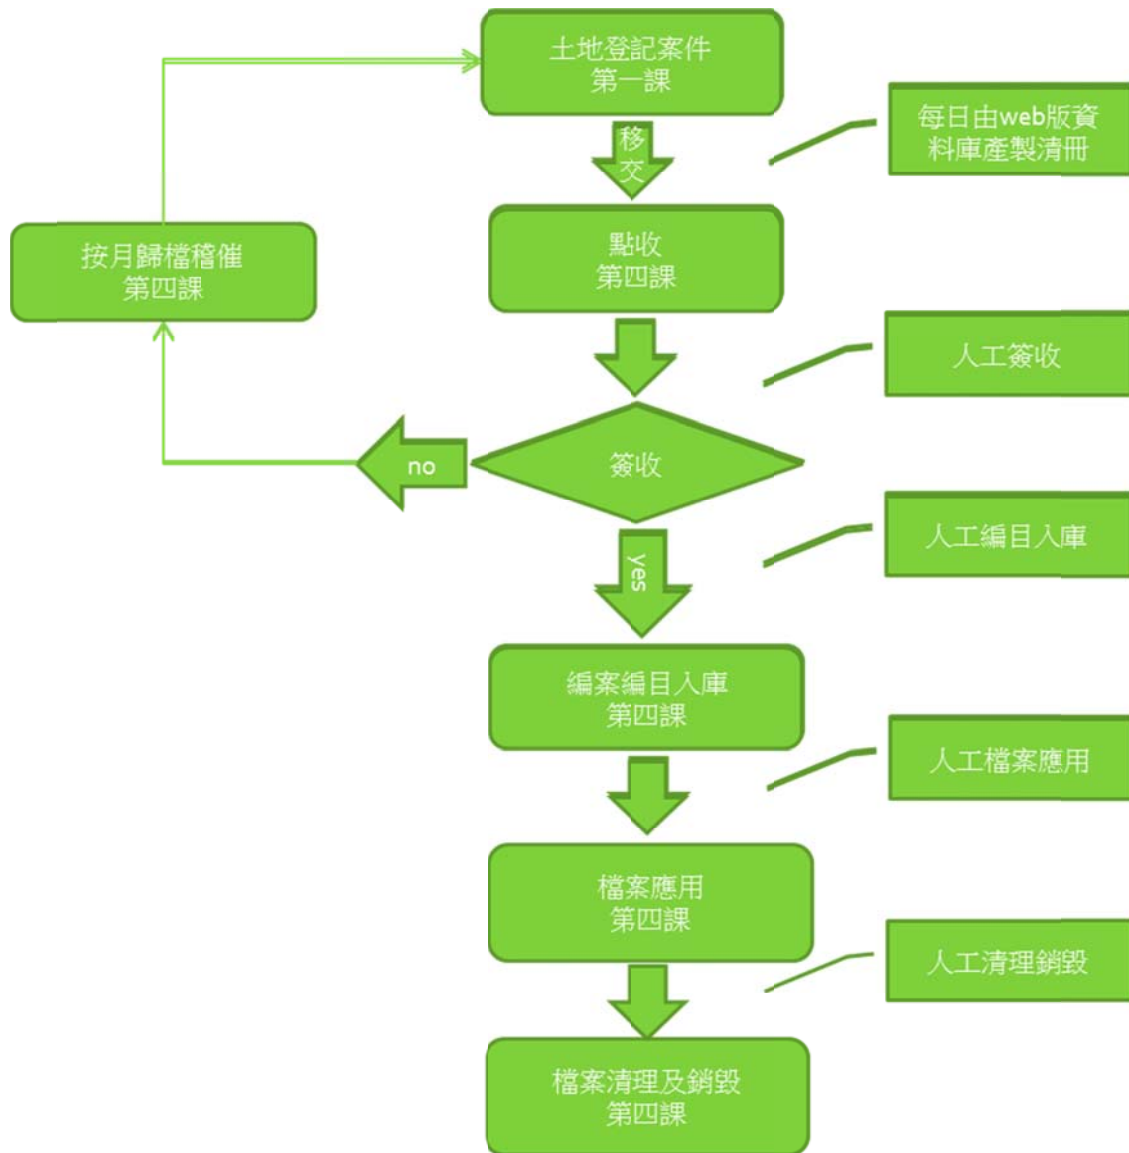 土地登記案件
第一課
移
交
每日由web版資
料庫產製清冊
點收
第四課
按月歸檔稽催
第四課
人工簽收
簽收
no
yes
人工編目入庫
編案編目入庫
第四課
人工檔案應用
檔案應用
第四課
人工清理銷毀
檔案清理及銷毀
第四課